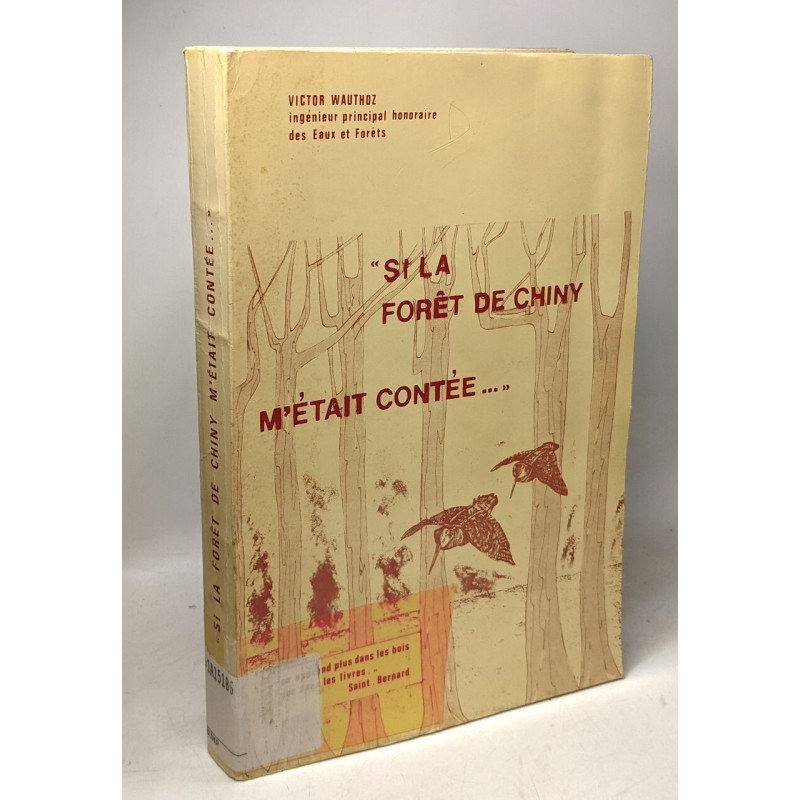 VICTOR WAUTHOZ
ingénieur principal honoraire
des Eaux et Forêts
« SI LA
FORÊT DE CHINY
M'ÉTAIT CONTÉE ... »
plus dans les bois
les livres. »
Saint . Bernard
« SI LA FORÊT DE CHINY M'ÉTAIT CONTÉE ... »